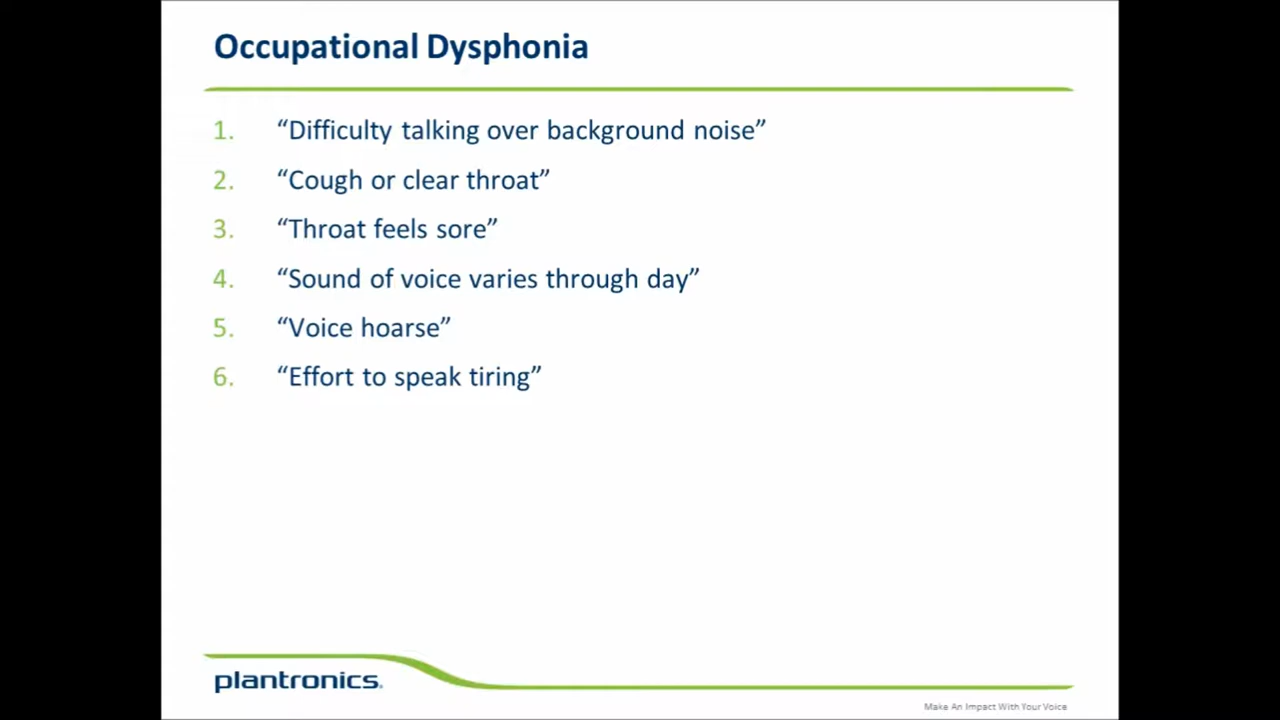 Occupational Dysphonia
1. “Difficulty talking over background noise”
2. “Cough or clear throat”
3. “Throat feels sore”
4. “Sound of voice varies through day”
5. “Voice hoarse”
6. “Effort to speak tiring”
plantronics.
Make An Impact With Your Voice